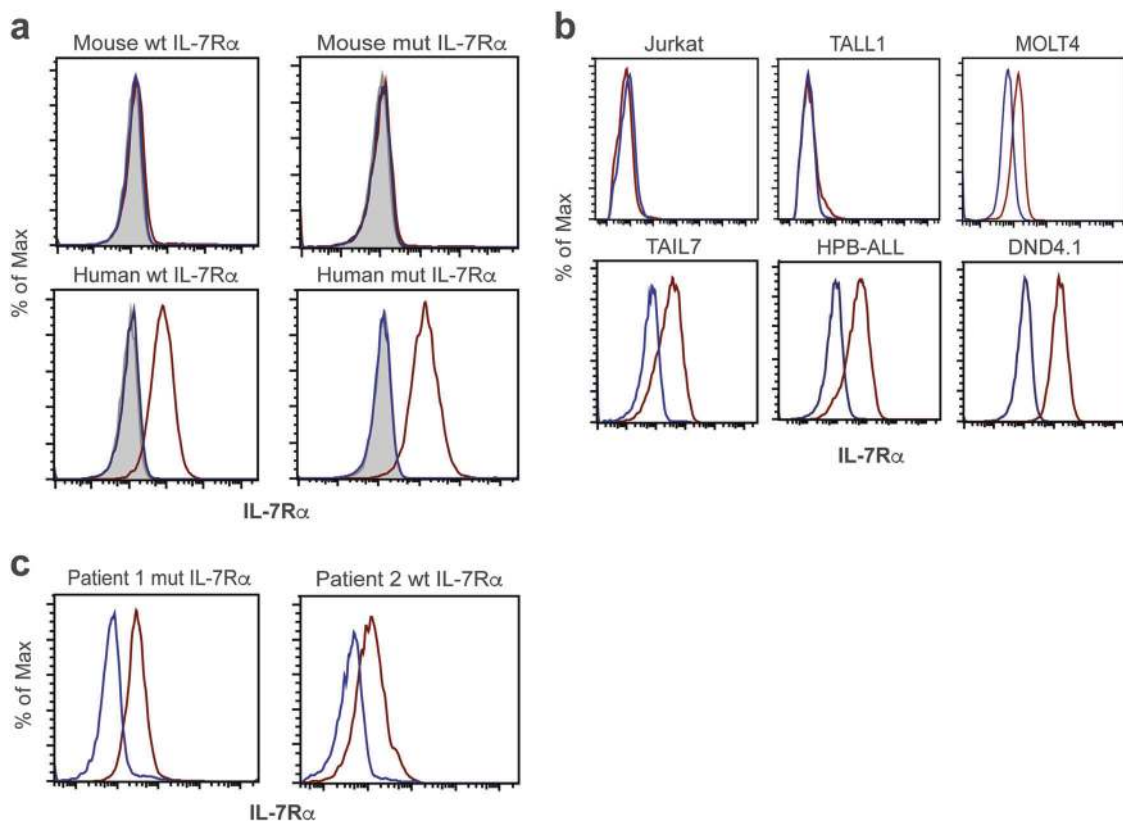 a
Mouse wt IL-7Rα
Mouse mut IL-7Rα
Human wt IL-7Rα
Human mut IL-7Rα
% of Max
IL-7Rα
b
Jurkat
TALL1
MOLT4
TAIL7
HPB-ALL
DND4.1
% of Max
IL-7Rα
c
Patient 1 mut IL-7Rα
Patient 2 wt IL-7Rα
% of Max
IL-7Rα